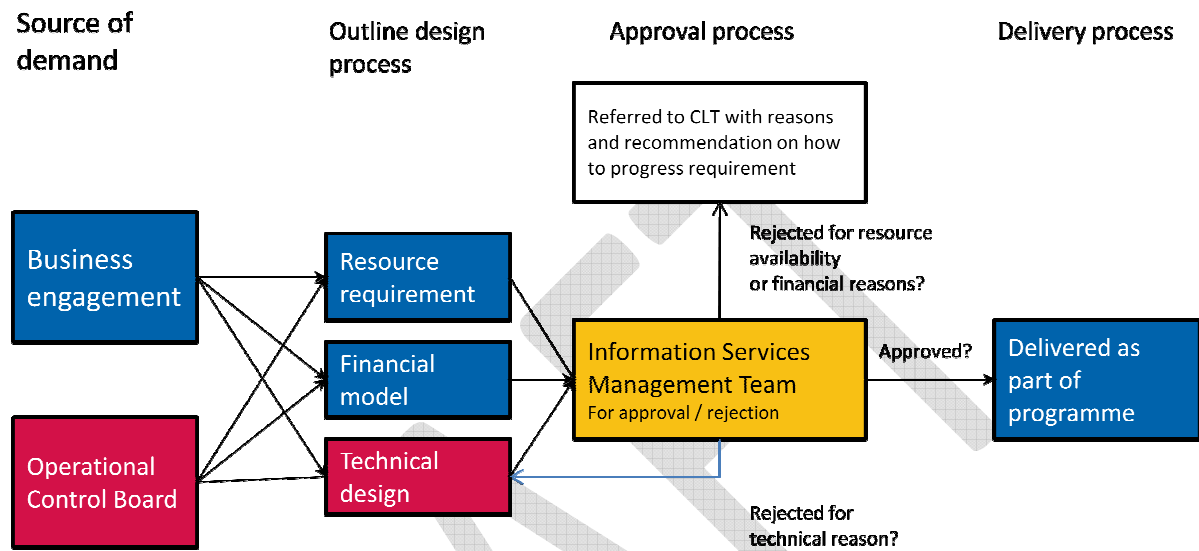 Source of
demand
Outline design
process
Approval process
Delivery process
Referred to CLT with reasons
and recommendation on how
to progress requirement
Business
engagement
Resource
requirement
Rejected for resource
availability
or financial reasons?
Financial
model
Information Services
Management Team
For approval / rejection
Approved?
Delivered as
part of
programme
Operational
Control Board
Technical
design
Rejected for
technical reason?